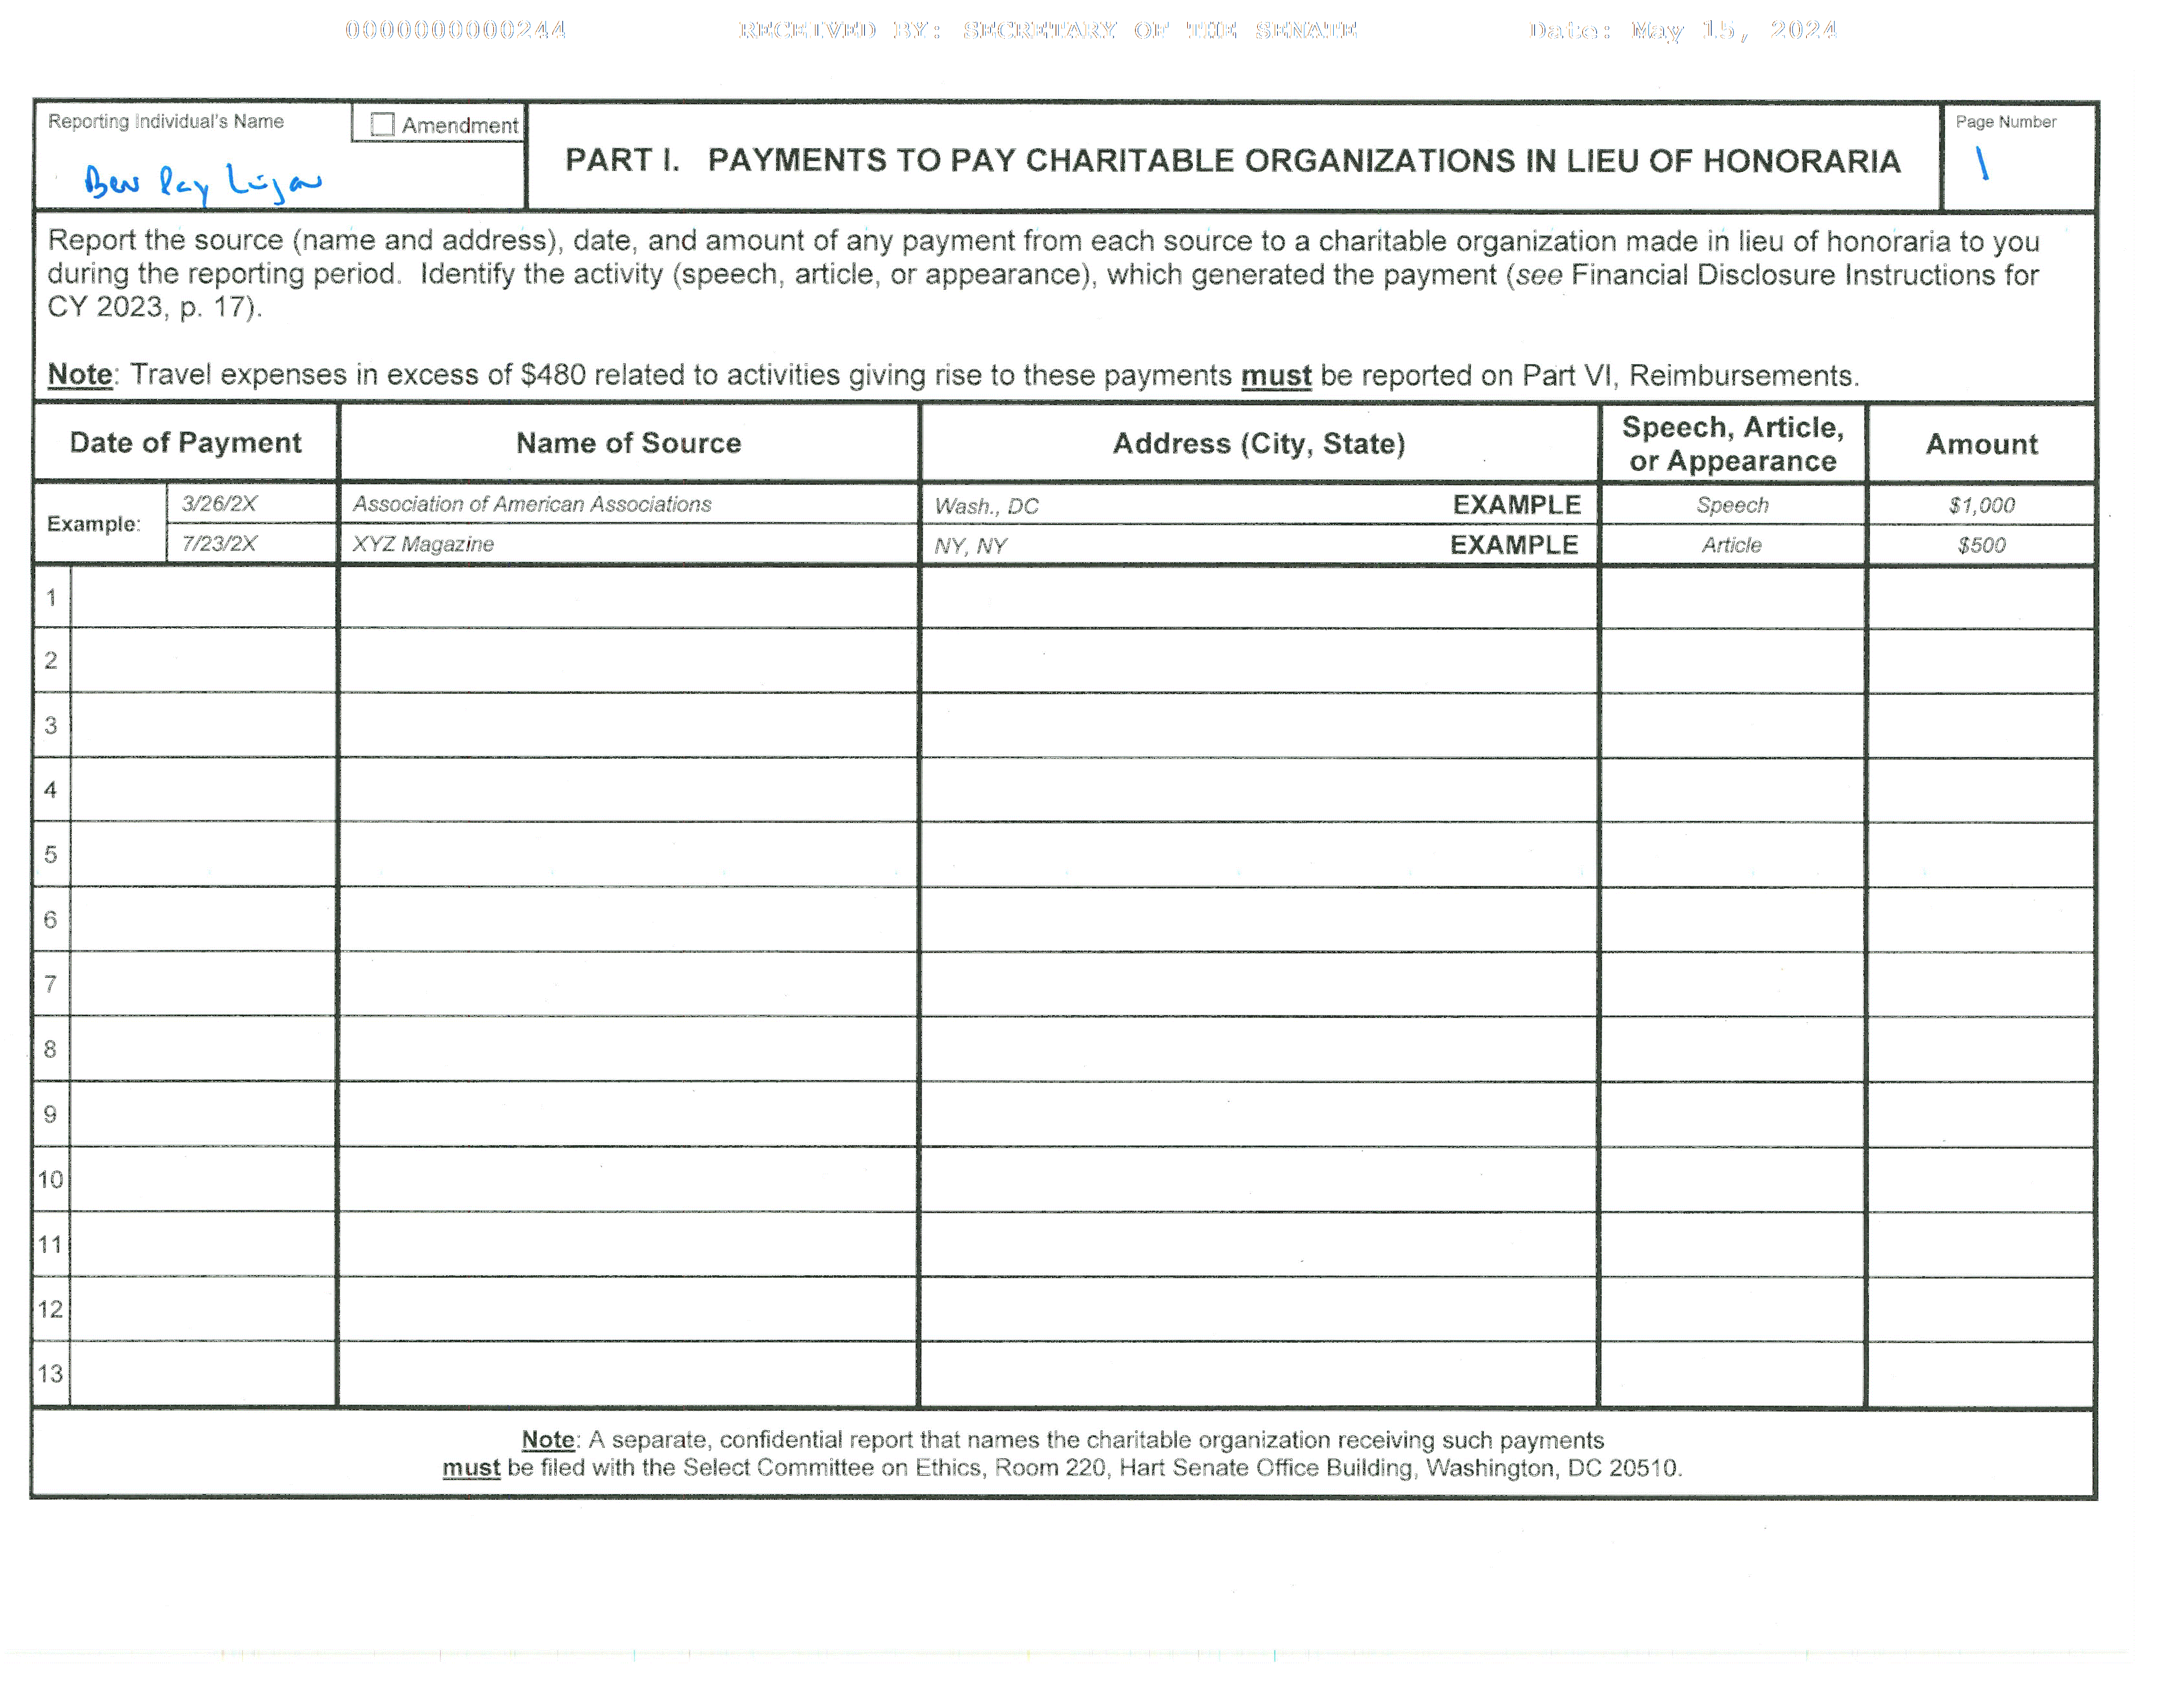 0000000000244 RECEIVED BY: SECRETARY OF THE SENATE Date: May 15, 2024
Reporting Individual's Name Amendment
Ben Ray Luján
PART I. PAYMENTS TO PAY CHARITABLE ORGANIZATIONS IN LIEU OF HONORARIA
Page Number
1
Report the source (name and address), date, and amount of any payment from each source to a charitable organization made in lieu of honoraria to you
during the reporting period. Identify the activity (speech, article, or appearance), which generated the payment (see Financial Disclosure Instructions for
CY 2023, p. 17).
Note: Travel expenses in excess of $480 related to activities giving rise to these payments must be reported on Part VI, Reimbursements.
Date of Payment Name of Source Address (City, State) Speech, Article, or Appearance Amount
Example: 3/26/2X Association of American Associations Wash., DC EXAMPLE Speech $1,000
7/23/2X XYZ Magazine NY, NY EXAMPLE Article $500
1
2
3
4
5
6
7
8
9
10
11
12
13
Note: A separate, confidential report that names the charitable organization receiving such payments
must be filed with the Select Committee on Ethics, Room 220, Hart Senate Office Building, Washington, DC 20510.